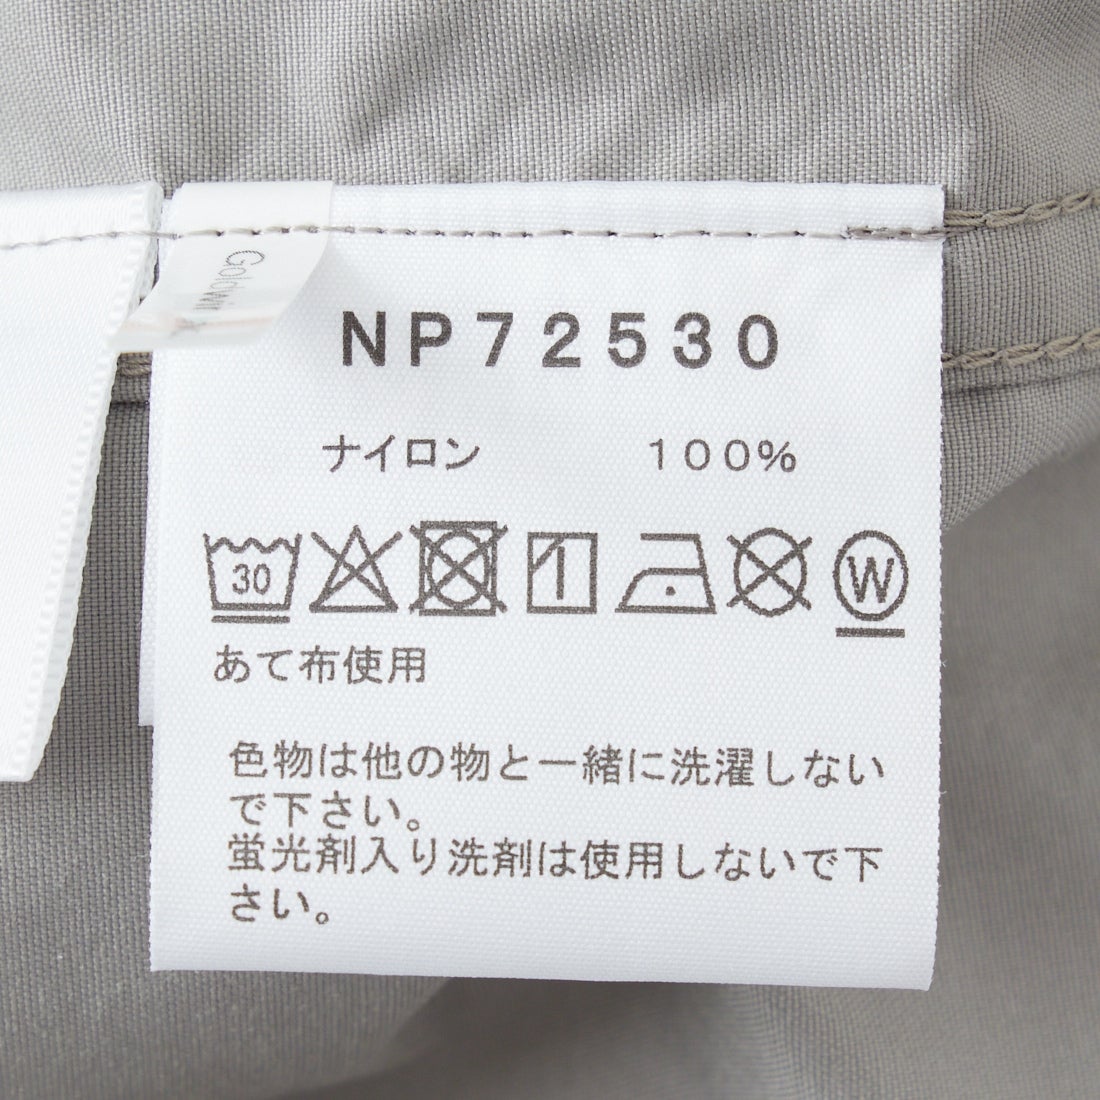 Goldwin
NP72530
ナイロン 100%
30 W
あて布使用
色物は他の物と一緒に洗濯しない
で下さい。
蛍光剤入り洗剤は使用しないで下
さい。